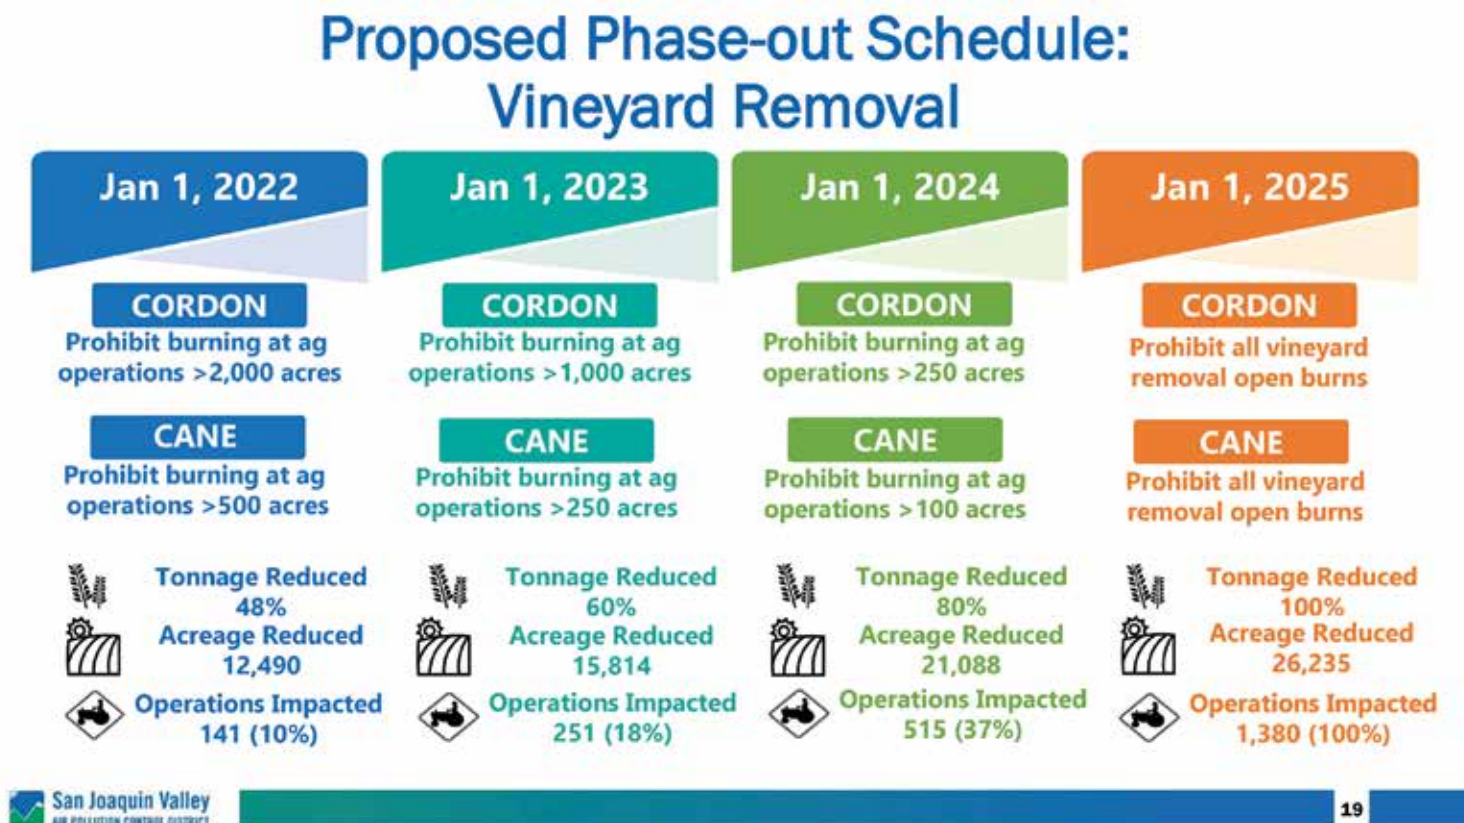 Proposed Phase-out Schedule:
Vineyard Removal
Jan 1, 2022
CORDON
Prohibit burning at ag
operations >2,000 acres
CANE
Prohibit burning at ag
operations >500 acres
Tonnage Reduced
48%
Acreage Reduced
12,490
Operations Impacted
141 (10%)
Jan 1, 2023
CORDON
Prohibit burning at ag
operations >1,000 acres
CANE
Prohibit burning at ag
operations >250 acres
Tonnage Reduced
60%
Acreage Reduced
15,814
Operations Impacted
251 (18%)
Jan 1, 2024
CORDON
Prohibit burning at ag
operations >250 acres
CANE
Prohibit burning at ag
operations >100 acres
Tonnage Reduced
80%
Acreage Reduced
21,088
Operations Impacted
515 (37%)
Jan 1, 2025
CORDON
Prohibit all vineyard
removal open burns
CANE
Prohibit all vineyard
removal open burns
Tonnage Reduced
100%
Acreage Reduced
26,235
Operations Impacted
1,380 (100%)
San Joaquin Valley
AIR POLLUTION CONTROL DISTRICT
19